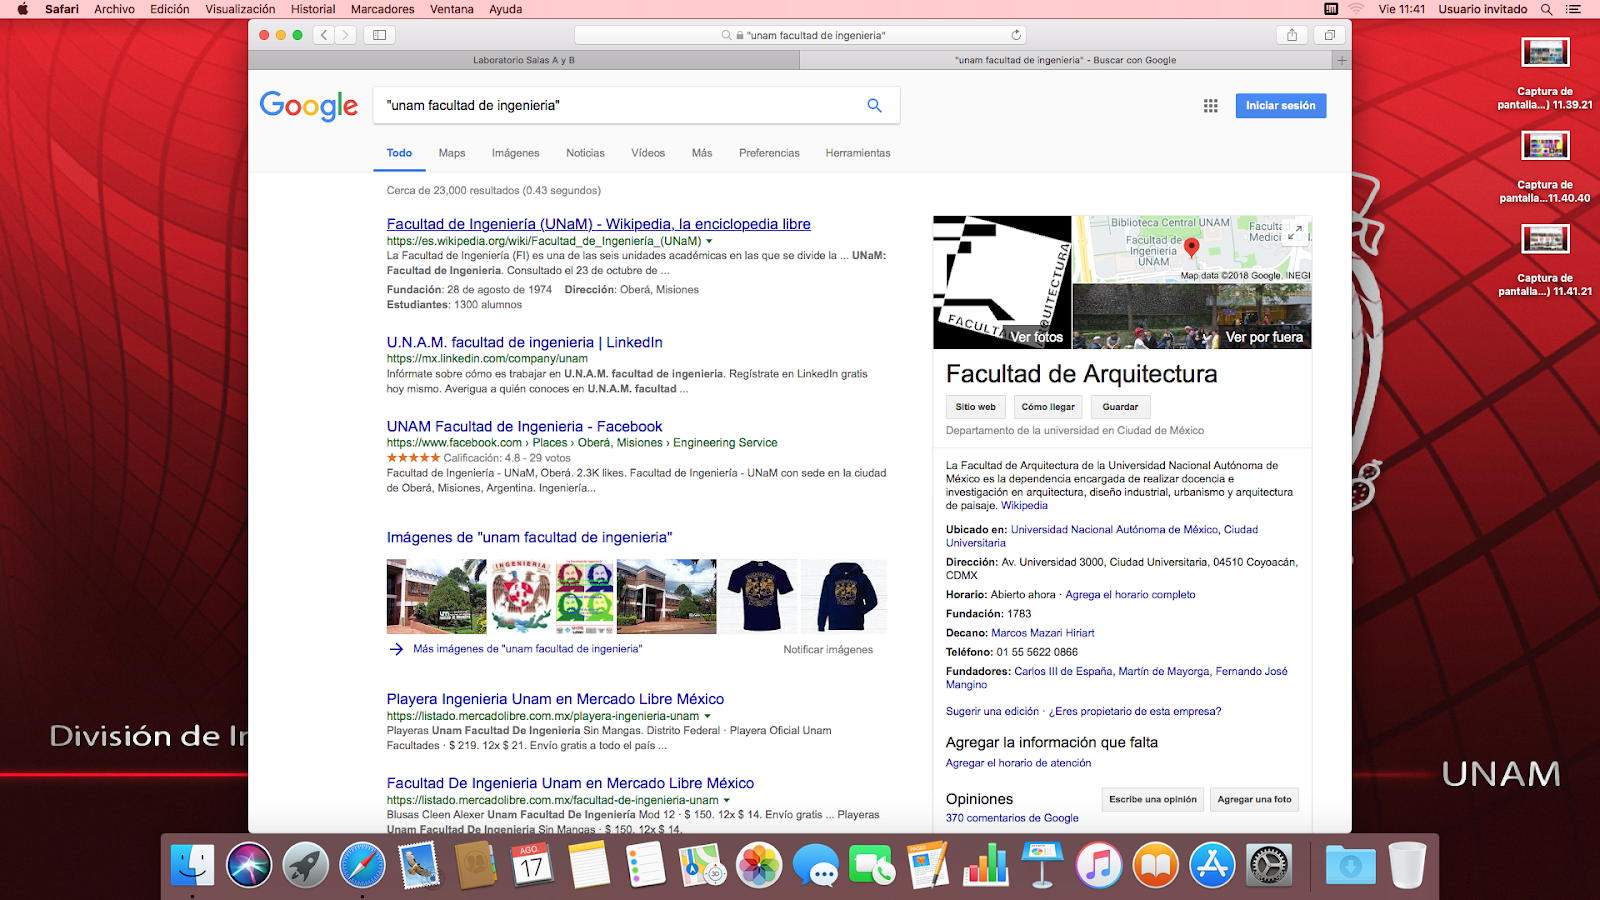 Safari Archivo Edición Visualización Historial Marcadores Ventana Ayuda Vie 11:41 Usuario invitado
"unam facultad de ingenieria"
Laboratorio Salas A y B
"unam facultad de ingenieria" - Buscar con Google
Google
"unam facultad de ingenieria"
Iniciar sesión
Todo Maps Imágenes Noticias Vídeos Más Preferencias Herramientas
Cerca de 23,000 resultados (0.43 segundos)
Facultad de Ingeniería (UNaM) - Wikipedia, la enciclopedia libre
https://es.wikipedia.org/wiki/Facultad_de_Ingeniería_(UNaM)
La Facultad de Ingeniería (FI) es una de las seis unidades académicas en las que se divide la ... UNaM:
Facultad de Ingenieria. Consultado el 23 de octubre de ...
Fundación: 28 de agosto de 1974 Dirección: Oberá, Misiones
Estudiantes: 1300 alumnos
U.N.A.M. facultad de ingenieria | LinkedIn
https://mx.linkedin.com/company/unam
Infórmate sobre cómo es trabajar en U.N.A.M. facultad de ingenieria. Regístrate en LinkedIn gratis
hoy mismo. Averigua a quién conoces en U.N.A.M. facultad ...
UNAM Facultad de Ingenieria - Facebook
https://www.facebook.com › Places › Oberá, Misiones › Engineering Service
Calificación: 4.8 - 29 votos
Facultad de Ingeniería - UNaM, Oberá. 2.3K likes. Facultad de Ingeniería - UNaM con sede en la ciudad
de Oberá, Misiones, Argentina. Ingeniería...
Imágenes de "unam facultad de ingenieria"
INGENIERIA
Más imágenes de "unam facultad de ingenieria"
Notificar imágenes
Playera Ingenieria Unam en Mercado Libre México
https://listado.mercadolibre.com.mx/playera-ingenieria-unam
Playeras Unam Facultad De Ingenieria Sin Mangas. Distrito Federal · Playera Oficial Unam
Facultades · $ 219. 12x $ 21. Envío gratis a todo el país ...
Facultad De Ingenieria Unam en Mercado Libre México
https://listado.mercadolibre.com.mx/facultad-de-ingenieria-unam
Blusas Cleen Alexer Unam Facultad De Ingeniería Mod 12 · $ 150. 12x $ 14. Envío gratis ... Playeras
Unam Facultad De Ingenieria Sin Mangas · $ 150. 12x $ 14.
FACULTA
RQUITECTURA
Ver fotos
Biblioteca Central UNAM
Facultad de
Ingenieria
UNAM
Faculta
Medici
Map data ©2018 Google, INEGI
Ver por fuera
Facultad de Arquitectura
Sitio web Cómo llegar Guardar
Departamento de la universidad en Ciudad de México
La Facultad de Arquitectura de la Universidad Nacional Autónoma de
México es la dependencia encargada de realizar docencia e
investigación en arquitectura, diseño industrial, urbanismo y arquitectura
de paisaje. Wikipedia
Ubicado en: Universidad Nacional Autónoma de México, Ciudad
Universitaria
Dirección: Av. Universidad 3000, Ciudad Universitaria, 04510 Coyoacán,
CDMX
Horario: Abierto ahora · Agrega el horario completo
Fundación: 1783
Decano: Marcos Mazari Hiriart
Teléfono: 01 55 5622 0866
Fundadores: Carlos III de España, Martín de Mayorga, Fernando José
Mangino
Sugerir una edición · ¿Eres propietario de esta empresa?
Agregar la información que falta
Agregar el horario de atención
Opiniones
Escribe una opinión Agregar una foto
370 comentarios de Google
Captura de
pantalla...) 11.39.21
Captura de
pantalla...11.40.40
Captura de
pantalla...) 11.41.21
División de In
UNAM
AGO.
17
3D